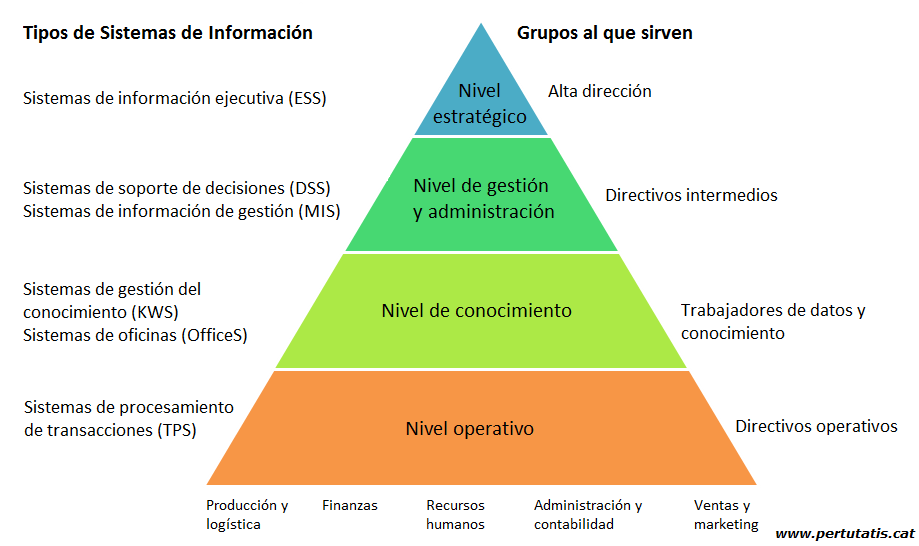 Tipos de Sistemas de Información
Grupos al que sirven
Sistemas de información ejecutiva (ESS)
Nivel
estratégico
Alta dirección
Sistemas de soporte de decisiones (DSS)
Sistemas de información de gestión (MIS)
Nivel de gestión
y administración
Directivos intermedios
Sistemas de gestión del
conocimiento (KWS)
Sistemas de oficinas (OfficeS)
Nivel de conocimiento
Trabajadores de datos y
conocimiento
Sistemas de procesamiento
de transacciones (TPS)
Nivel operativo
Directivos operativos
Producción y
logística
Finanzas
Recursos
humanos
Administración y
contabilidad
Ventas y
marketing
www.pertutatis.cat